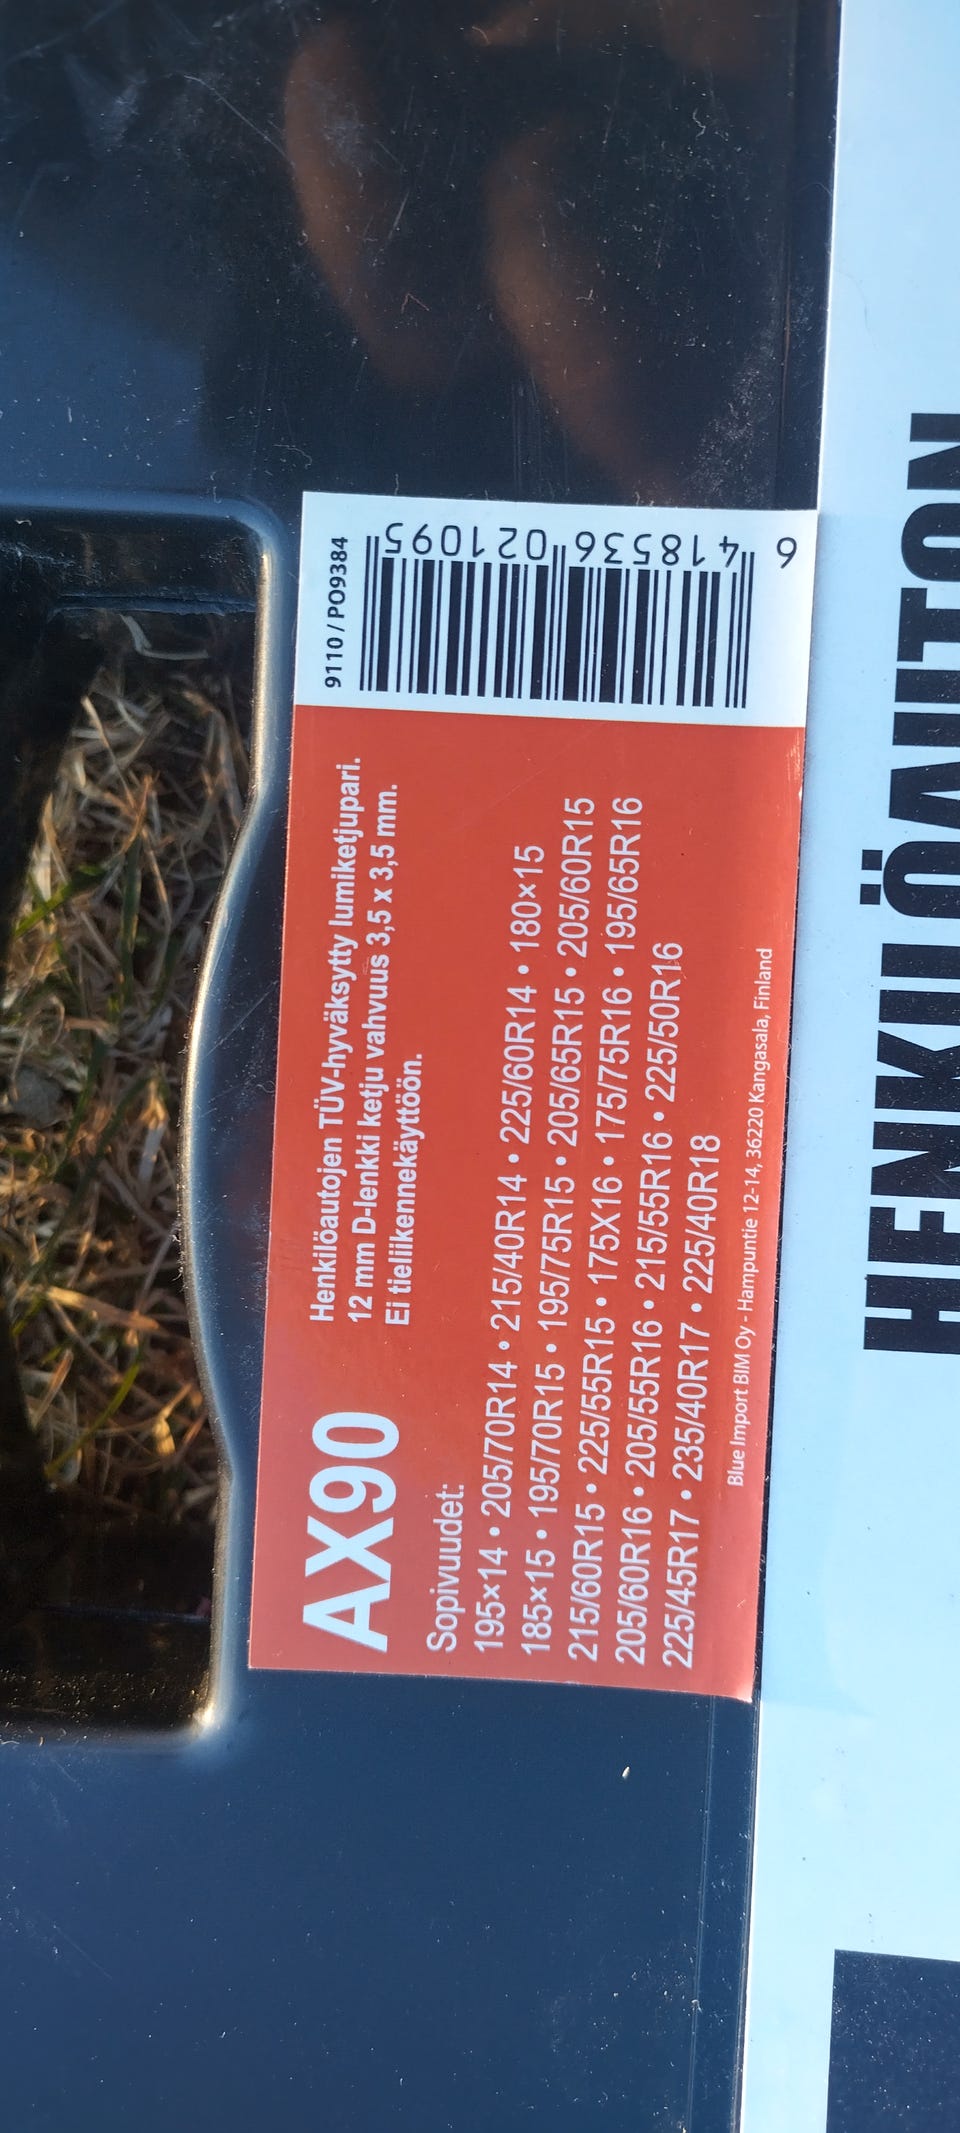 AX90
Henkilöautojen TÜV-hyväksytty lumiketjupari.
12 mm D-lenkki ketju vahvuus 3,5 x 3,5 mm.
Ei tieliikennekäyttöön.
Sopivuudet:
195×14 • 205/70R14 • 215/40R14 • 225/60R14 • 180×15
185×15 • 195/70R15 • 195/75R15 • 205/65R15 • 205/60R15
215/60R15 • 225/55R15 • 175X16 • 175/75R16 • 195/65R16
205/60R16 • 205/55R16 • 215/55R16 • 225/50R16
225/45R17 • 235/40R17 • 225/40R18
Blue Import BIM Oy - Hampuntie 12-14, 36220 Kangasala, Finland
9110 / PO9384
6 418536 021095
HENKILÖAUTON